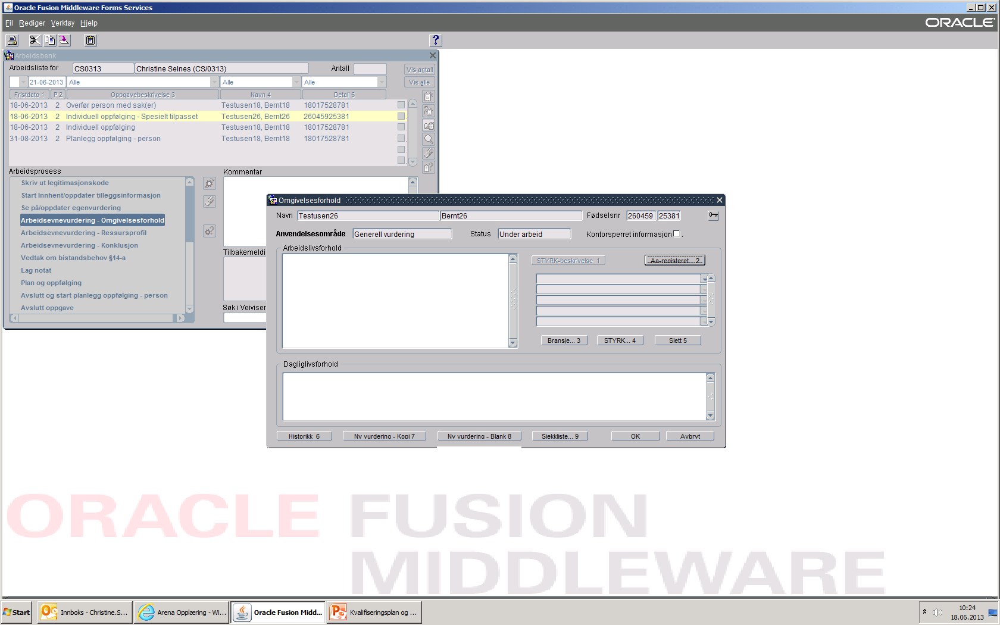 Oracle Fusion Middleware Forms Services
Fil Rediger Verktøy Hjelp
ORACLE
?
Arbeidsbenk
Arbeidsliste for CS0313 Christine Selnes (CS/0313) Antall Vis antall
21-06-2013 Alle Alle Alle Vis alle
Fristdato 1 P 2 Oppgavebeskrivelse 3 Navn 4 Detalj 5
18-06-2013 2 Overfør person med sak(er) Testusen18, Bernt18 18017528781
18-06-2013 2 Individuell oppfølging - Spesielt tilpasset Testusen26, Bernt26 26045925381
18-06-2013 2 Individuell oppfølging Testusen18, Bernt18 18017528781
31-08-2013 2 Planlegg oppfølging - person Testusen18, Bernt18 18017528781
Arbeidsprosess
Skriv ut legitimasjonskode
Start Innhent/oppdater tilleggsinformasjon
Se på/oppdater egenvurdering
Arbeidsevnevurdering - Omgivelsesforhold
Arbeidsevnevurdering - Ressursprofil
Arbeidsevnevurdering - Konklusjon
Vedtak om bistandsbehov §14-a
Lag notat
Plan og oppfølging
Avslutt og start planlegg oppfølging - person
Avslutt oppgave
Kommentar
Tilbakemeldi
Søk i Veiviser
Omgivelsesforhold
Navn Testusen26 Bernt26 Fødselsnr 260459 25381
Anvendelsesområde Generell vurdering Status Under arbeid Kontorsperret informasjon .
Arbeidslivsforhold
STYRK-beskrivelse 1 Aa-registeret... 2
Bransje... 3 STYRK... 4 Slett 5
Dagliglivsforhold
Historikk 6 Ny vurdering - Kopi 7 Ny vurdering - Blank 8 Sjekkliste... 9 OK Avbryt
ORACLE FUSION
MIDDLEWARE
Start Innboks - Christine.S... Arena Opplæring - Wi... Oracle Fusion Midd... Kvalifiseringsplan og ...
10:24
18.06.2013